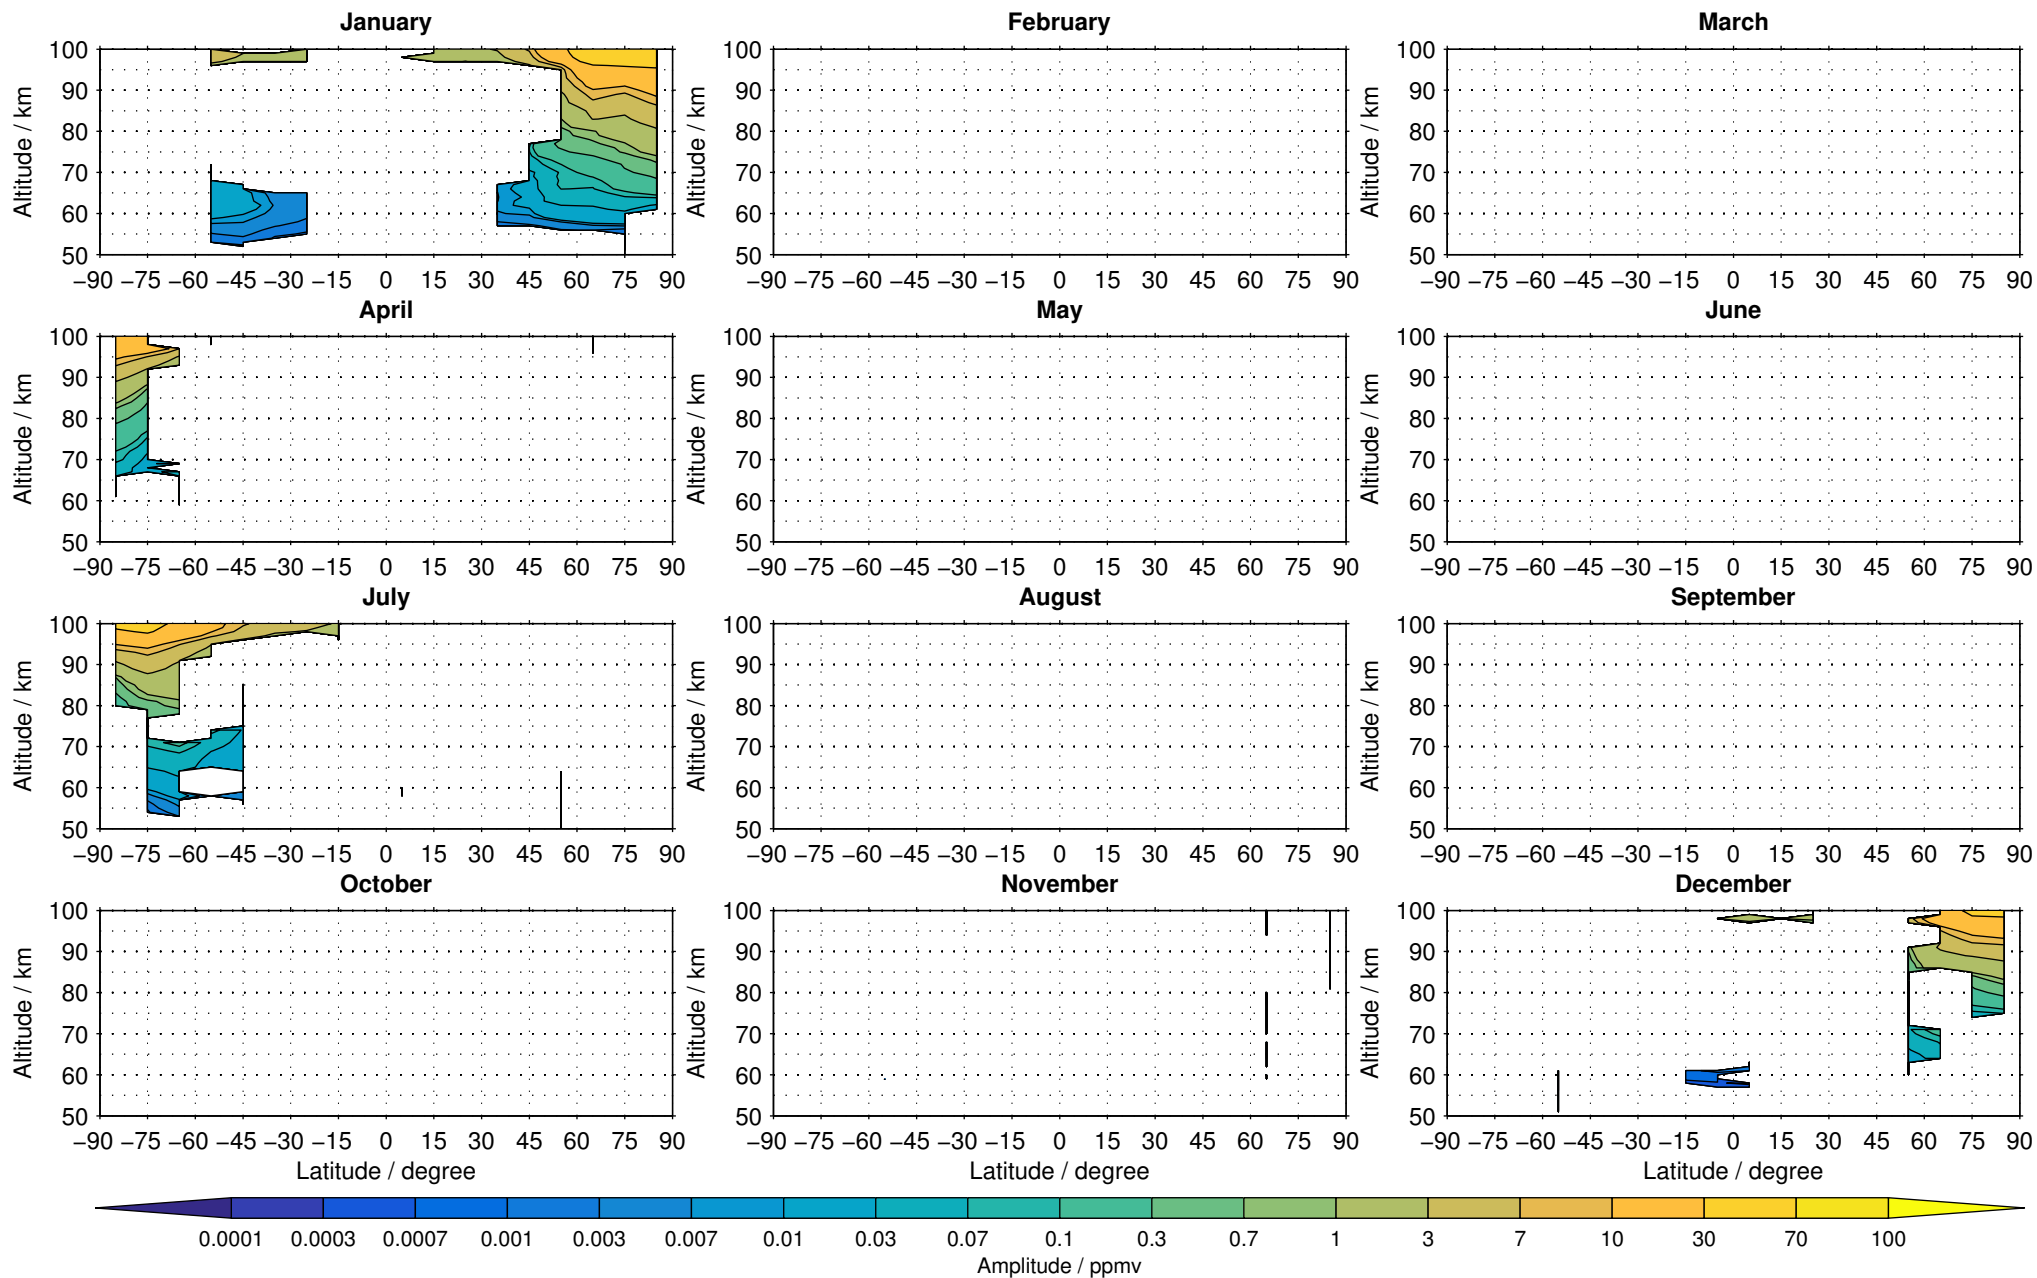 January February March
100 100 100
90 90 90
80 80 80
70 70 70
60 60 60
50 50 50
Altitude / km Altitude / km Altitude / km
−90 −75 −60 −45 −30 −15 0 15 30 45 60 75 90 −90 −75 −60 −45 −30 −15 0 15 30 45 60 75 90 −90 −75 −60 −45 −30 −15 0 15 30 45 60 75 90
April May June
100 100 100
90 90 90
80 80 80
70 70 70
60 60 60
50 50 50
Altitude / km Altitude / km Altitude / km
−90 −75 −60 −45 −30 −15 0 15 30 45 60 75 90 −90 −75 −60 −45 −30 −15 0 15 30 45 60 75 90 −90 −75 −60 −45 −30 −15 0 15 30 45 60 75 90
July August September
100 100 100
90 90 90
80 80 80
70 70 70
60 60 60
50 50 50
Altitude / km Altitude / km Altitude / km
−90 −75 −60 −45 −30 −15 0 15 30 45 60 75 90 −90 −75 −60 −45 −30 −15 0 15 30 45 60 75 90 −90 −75 −60 −45 −30 −15 0 15 30 45 60 75 90
October November December
100 100 100
90 90 90
80 80 80
70 70 70
60 60 60
50 50 50
Altitude / km Altitude / km Altitude / km
−90 −75 −60 −45 −30 −15 0 15 30 45 60 75 90 −90 −75 −60 −45 −30 −15 0 15 30 45 60 75 90 −90 −75 −60 −45 −30 −15 0 15 30 45 60 75 90
Latitude / degree Latitude / degree Latitude / degree
0.0001 0.0003 0.0007 0.001 0.003 0.007 0.01 0.03 0.07 0.1 0.3 0.7 1 3 7 10 30 70 100
Amplitude / ppmv